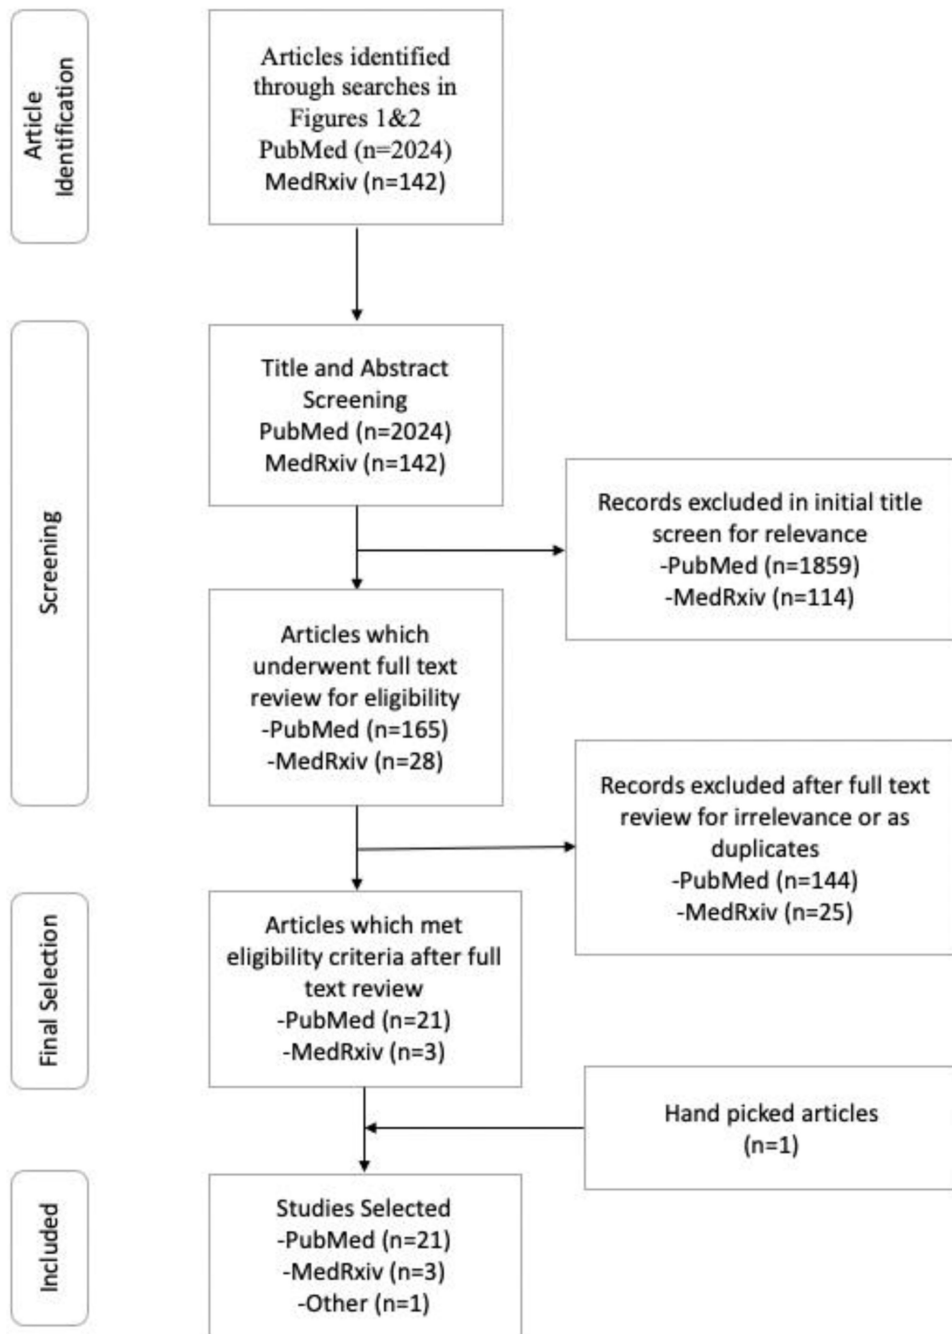 Article
Identification
Articles identified
through searches in
Figures 1&2
PubMed (n=2024)
MedRxiv (n=142)
Screening
Title and Abstract
Screening
PubMed (n=2024)
MedRxiv (n=142)
Records excluded in initial title
screen for relevance
-PubMed (n=1859)
-MedRxiv (n=114)
Articles which
underwent full text
review for eligibility
-PubMed (n=165)
-MedRxiv (n=28)
Records excluded after full text
review for irrelevance or as
duplicates
-PubMed (n=144)
-MedRxiv (n=25)
Final Selection
Articles which met
eligibility criteria after full
text review
-PubMed (n=21)
-MedRxiv (n=3)
Hand picked articles
(n=1)
Included
Studies Selected
-PubMed (n=21)
-MedRxiv (n=3)
-Other (n=1)